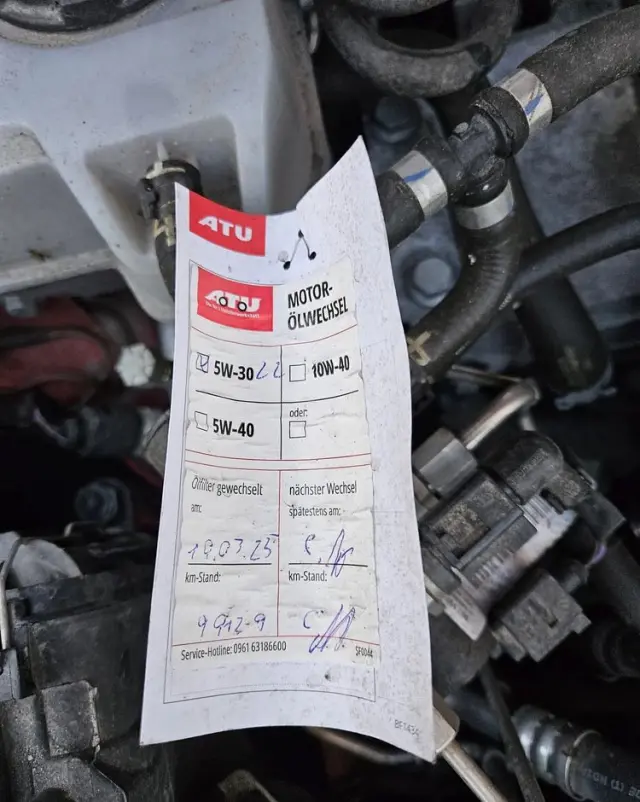 ATU
ATU
MOTOR-
ÖLWECHSEL
5W-30
10W-40
5W-40
oder:
Ölfilter gewechselt
am:
nächster Wechsel
spätestens am:
19.03.25
km-Stand:
km-Stand:
Service-Hotline: 0961 63186600
SF0044